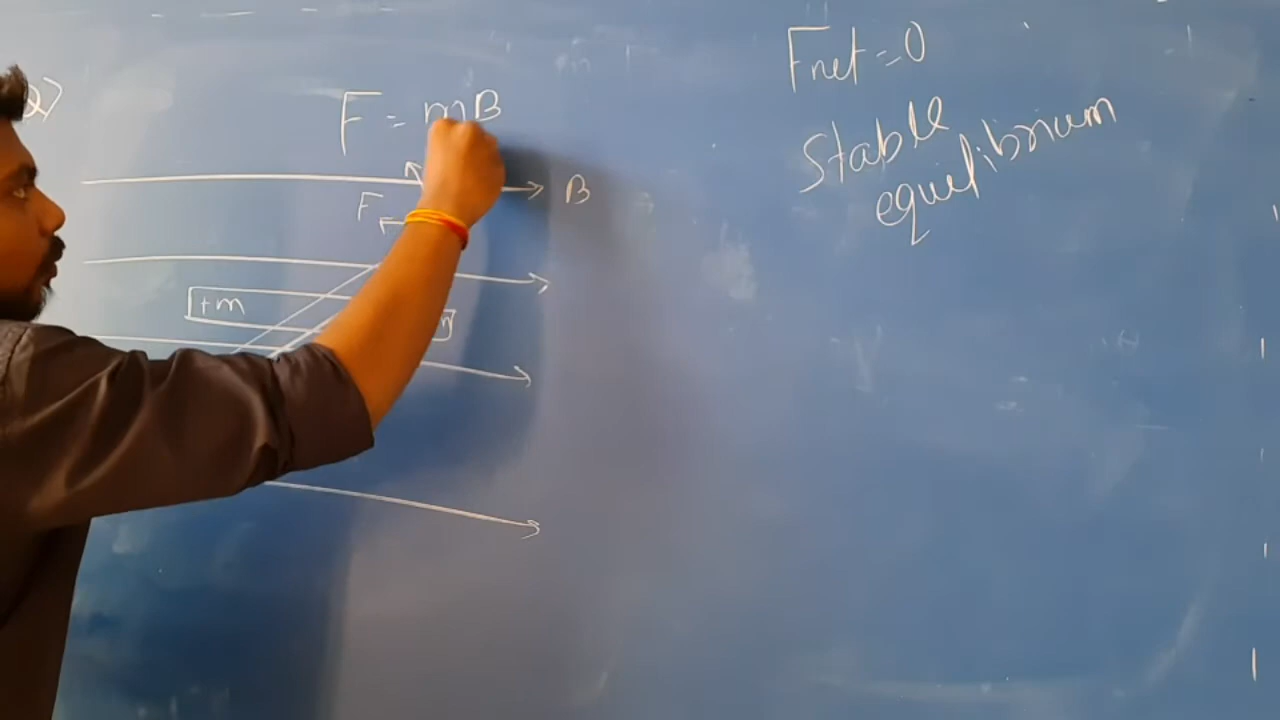 Q)
F = mB
Fnet = 0
Stable
equilibrium
B
F
+m